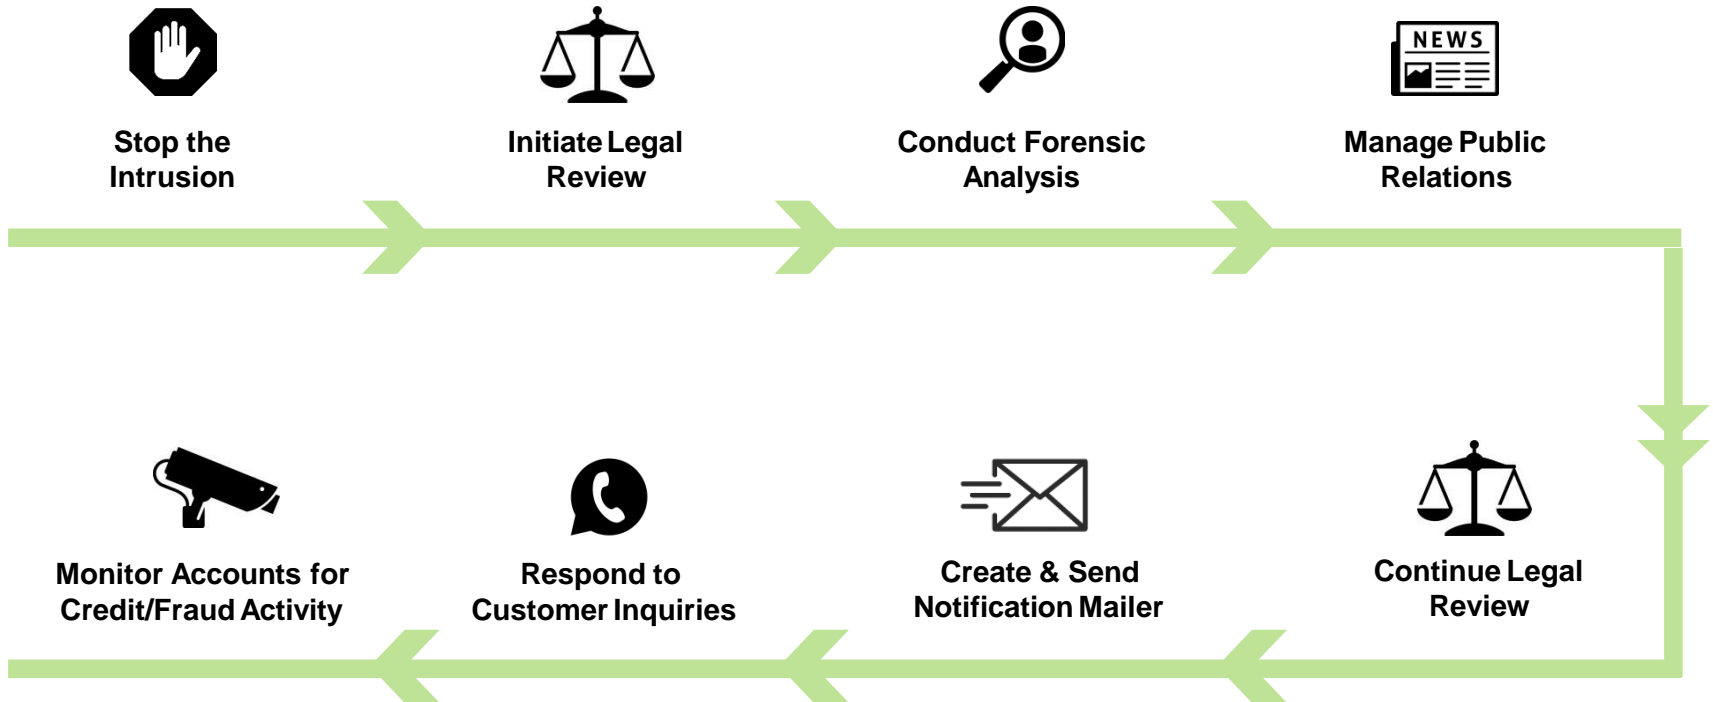 Stop the
Intrusion
Initiate Legal
Review
Conduct Forensic
Analysis
NEWS
Manage Public
Relations
Continue Legal
Review
Create & Send
Notification Mailer
Respond to
Customer Inquiries
Monitor Accounts for
Credit/Fraud Activity